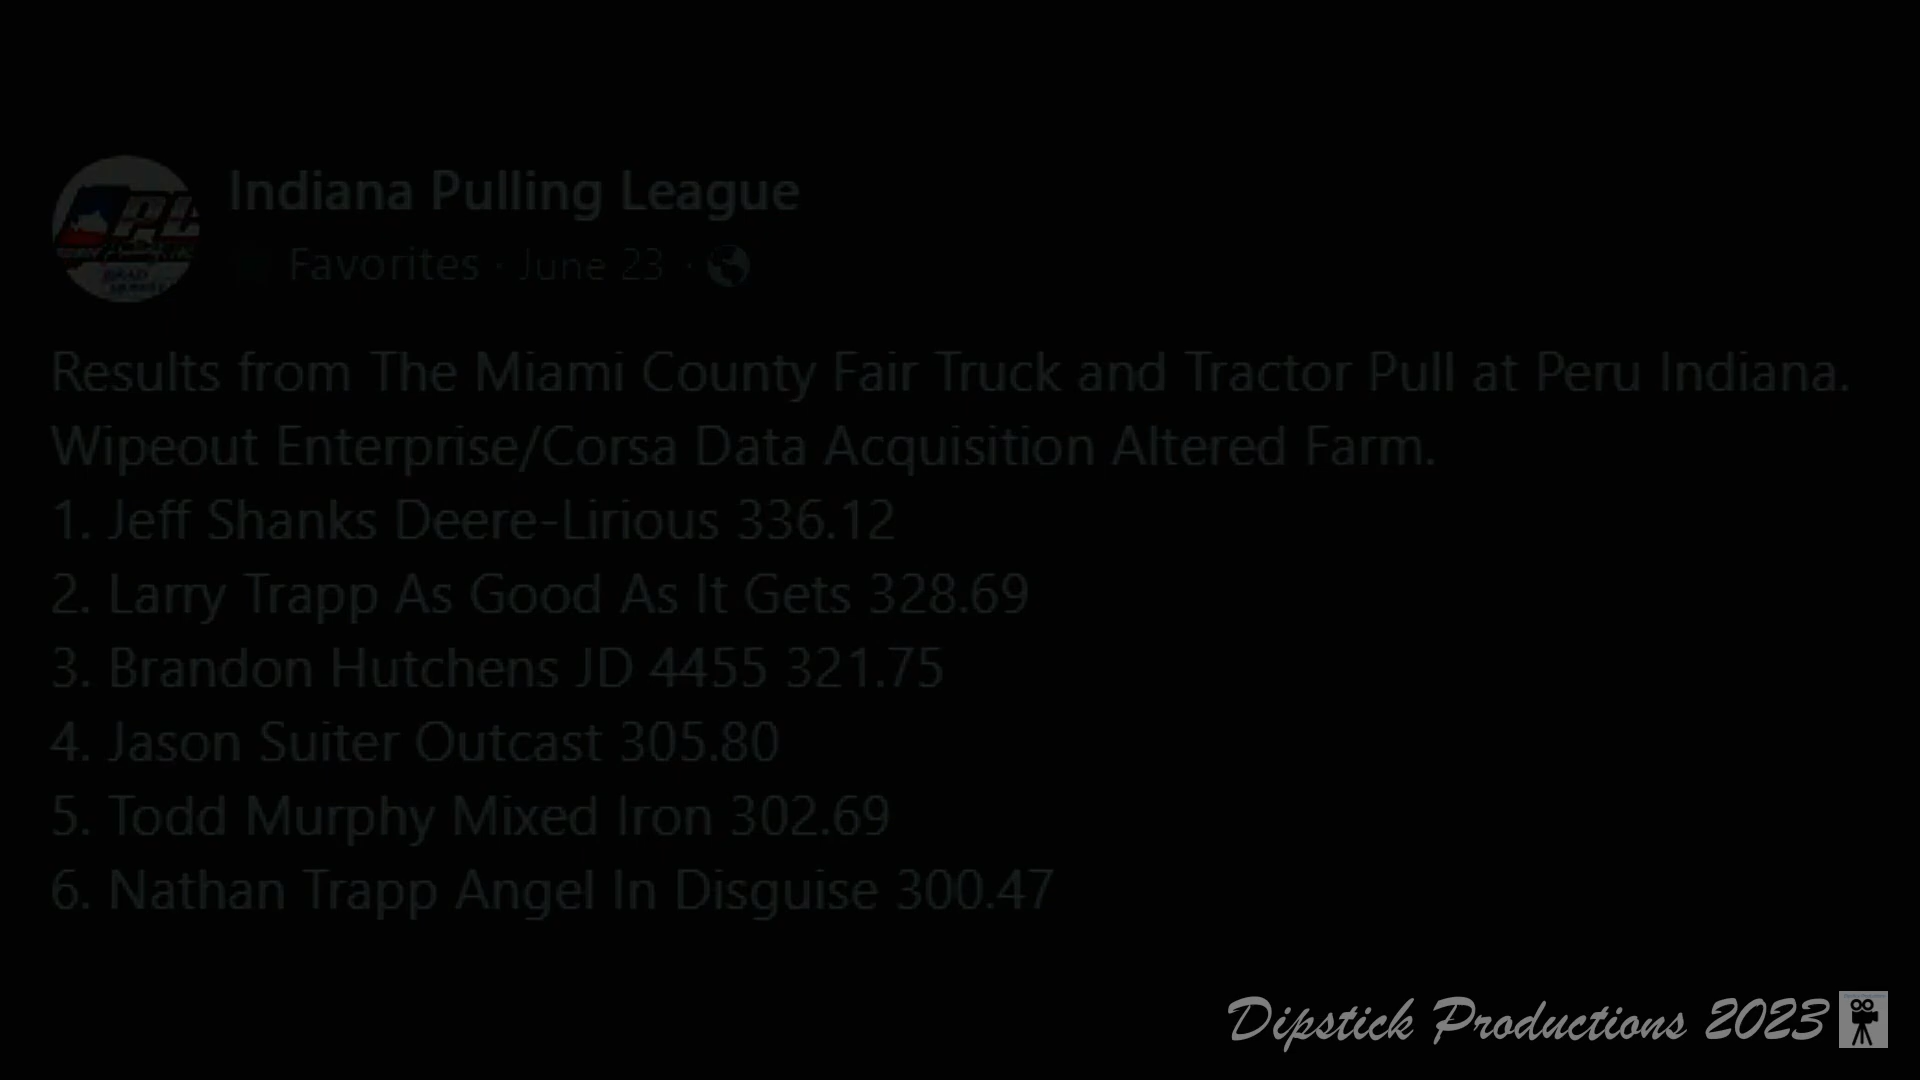 Indiana Pulling League
Favorites · June 23 ·
Results from The Miami County Fair Truck and Tractor Pull at Peru Indiana.
Wipeout Enterprise/Corsa Data Acquisition Altered Farm.
1. Jeff Shanks Deere-Lirious 336.12
2. Larry Trapp As Good As It Gets 328.69
3. Brandon Hutchens JD 4455 321.75
4. Jason Suiter Outcast 305.80
5. Todd Murphy Mixed Iron 302.69
6. Nathan Trapp Angel In Disguise 300.47
Dipstick Productions 2023